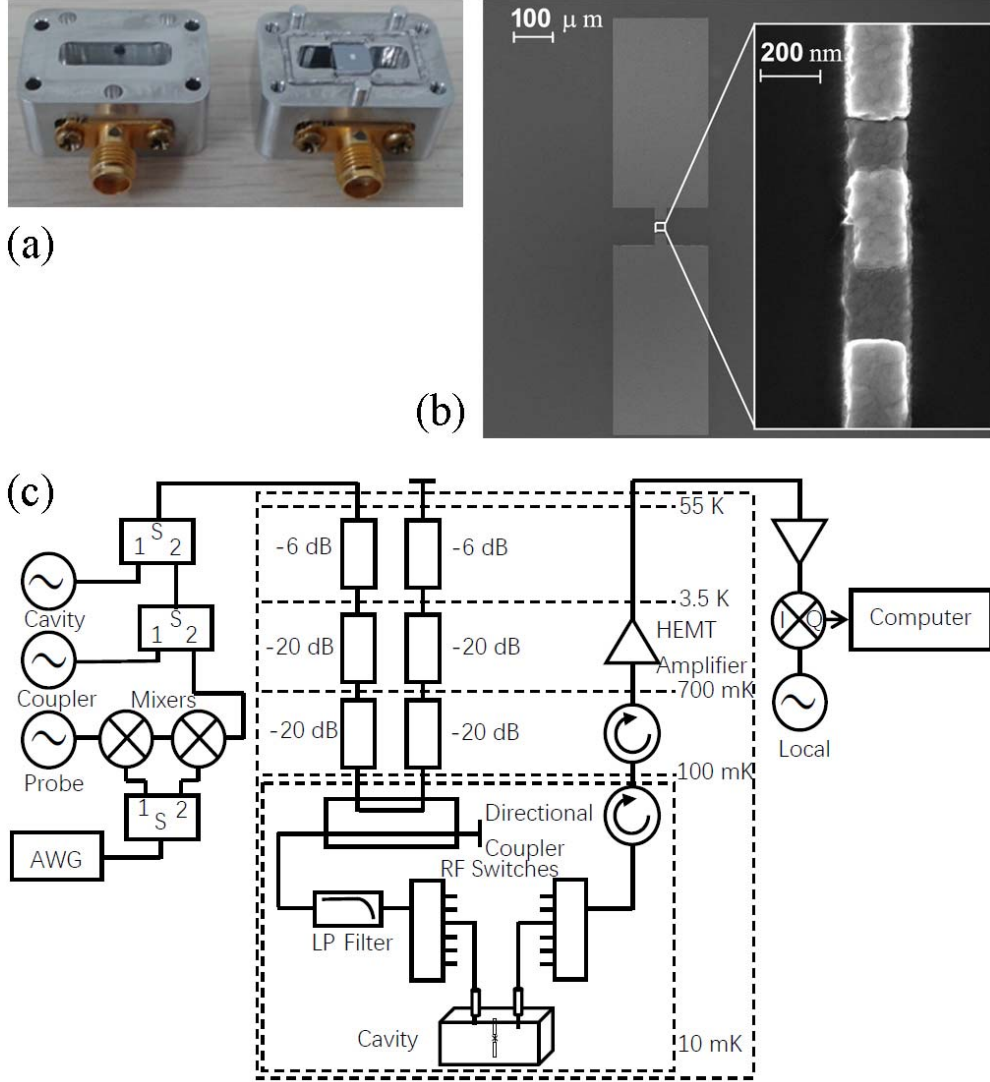 (a)
100 μ m
200 nm
(b)
(c)
55 K
1 S 2
-6 dB
-6 dB
Cavity
3.5 K
1 S 2
HEMT
Amplifier
I Q
Computer
Coupler
-20 dB
-20 dB
700 mK
Mixers
Probe
-20 dB
-20 dB
Local
100 mK
1 S 2
Directional
Coupler
AWG
RF Switches
LP Filter
Cavity
10 mK